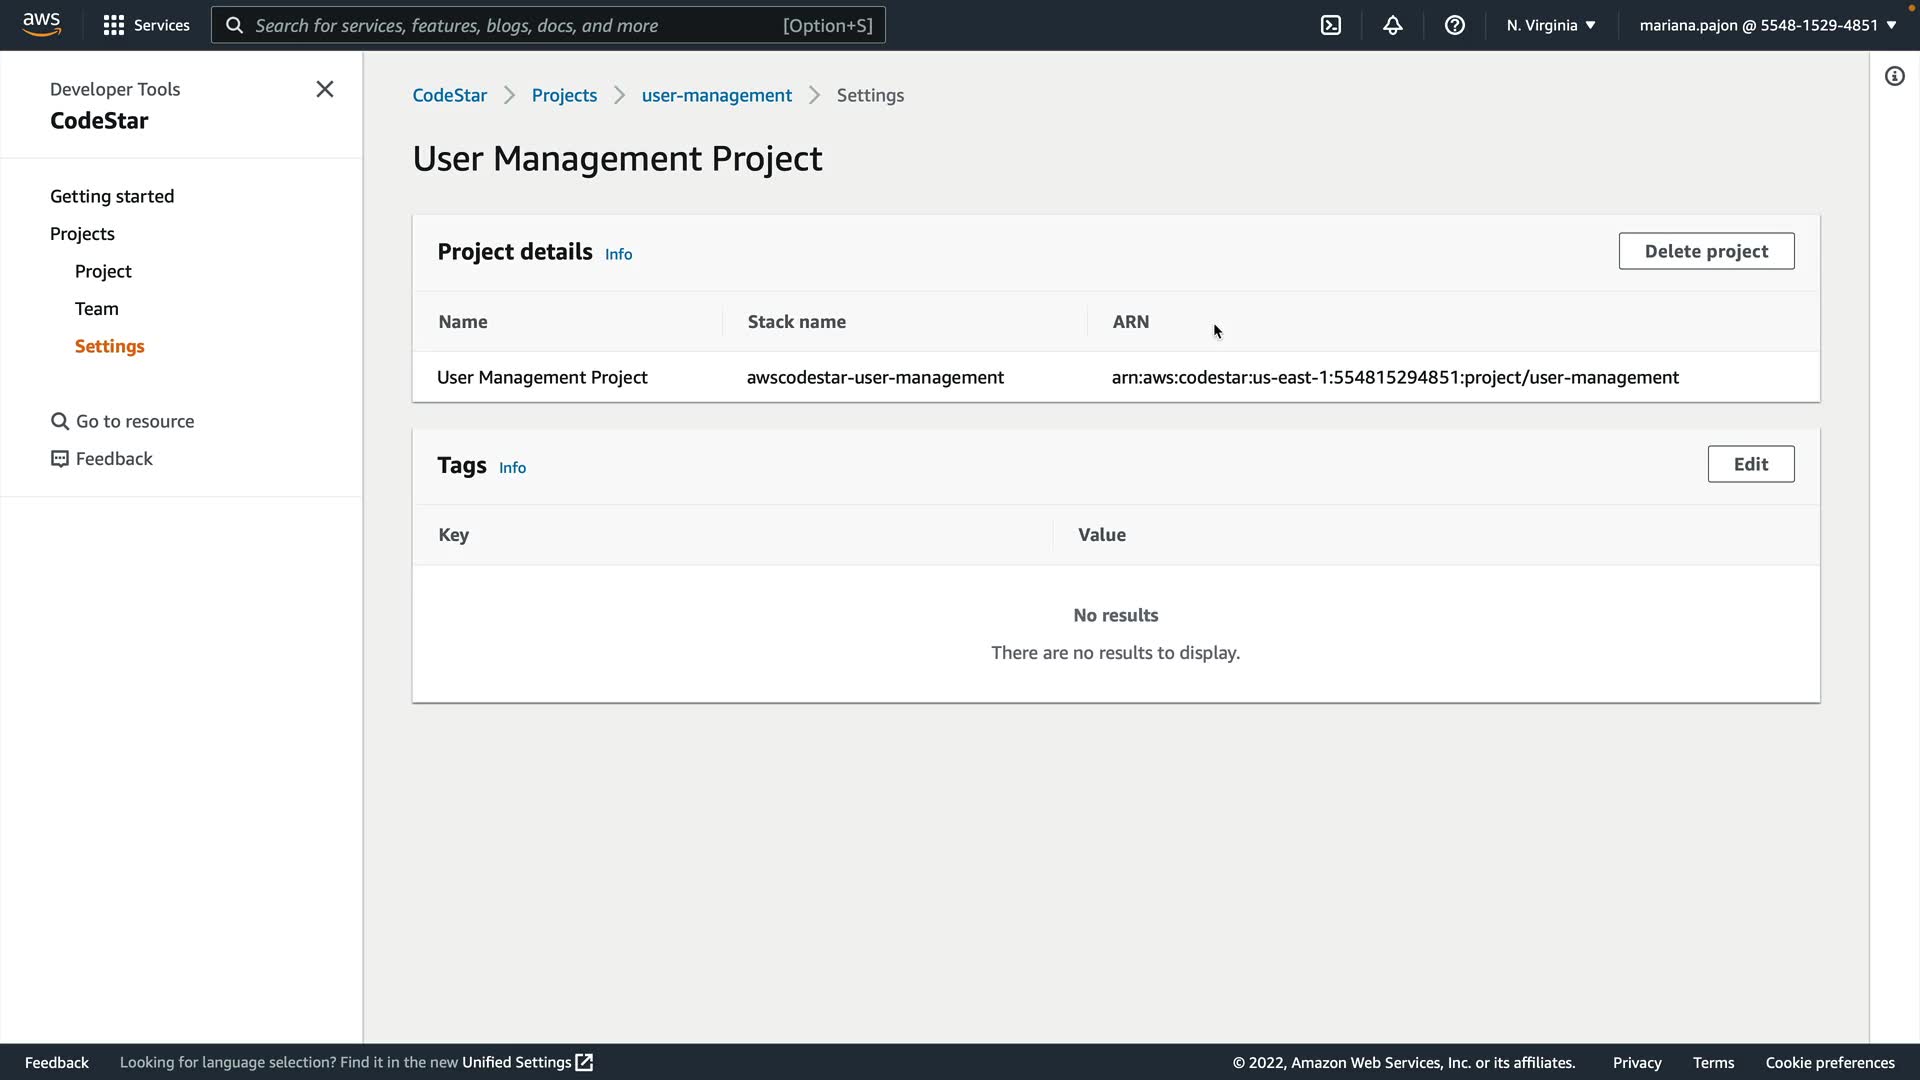 aws
Services
Search for services, features, blogs, docs, and more [Option+S]
N. Virginia
mariana.pajon @ 5548-1529-4851
Developer Tools
CodeStar
Getting started
Projects
Project
Team
Settings
Go to resource
Feedback
CodeStar Projects user-management Settings
User Management Project
Project details Info
Delete project
Name Stack name ARN
User Management Project awscodestar-user-management arn:aws:codestar:us-east-1:554815294851:project/user-management
Tags Info
Edit
Key Value
No results
There are no results to display.
Feedback Looking for language selection? Find it in the new Unified Settings © 2022, Amazon Web Services, Inc. or its affiliates. Privacy Terms Cookie preferences